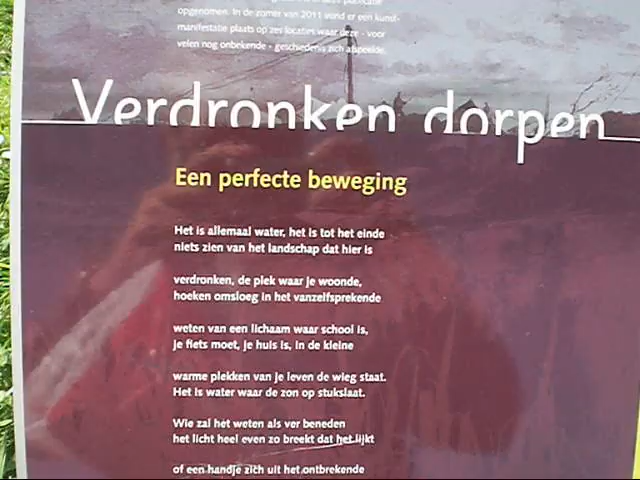 opgenomen. In de zomer van 2011 vond er een kunst-
manifestatie plaats op zes locaties waar deze - voor
velen nog onbekende - geschiedenis zich afspeelde.
Verdronken dorpen
Een perfecte beweging
Het is allemaal water, het is tot het einde
niets zien van het landschap dat hier is
verdronken, de plek waar je woonde,
hoeken omsloeg in het vanzelfsprekende
weten van een lichaam waar school is,
je fiets moet, je huis is, in de kleine
warme plekken van je leven de wieg staat.
Het is water waar de zon op stukslaat.
Wie zal het weten als ver beneden
het licht heel even zo breekt dat het lijkt
of een handje zich uit het ontbrekende